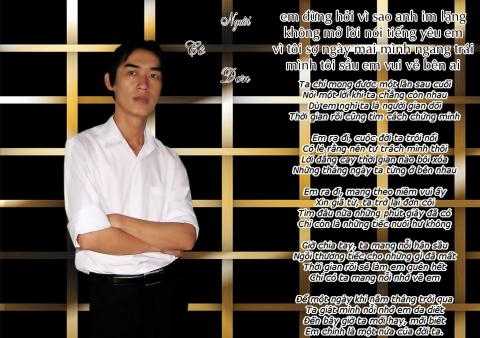 Người
Cô
Đơn
em đừng hỏi vì sao anh im lặng
không mở lời nói tiếng yêu em
vì tôi sợ ngày mai mình ngang trái
mình tôi sầu em vui vẽ bên ai
Ta chỉ mong được một lần sau cuối
Nói một lời khi ta chẳng còn nhau
Dù em nghĩ ta là người gian dối
Thời gian rồi cũng tìm cách chứng minh
Em ra đi, cuộc đời ta trôi nổi
Có lẽ rằng nên tự trách mình thôi
Lời đắng cay thời gian nào bôi xóa
Những tháng ngày ta từng ở bên nhau
Em ra đi, mang theo niềm vui ấy
Xin giã từ, ta trở lại đơn côi
Tìm đâu nữa những phút giây đã có
Chỉ còn là những tiếc nuối hư không
Giờ chia tay, ta mang nỗi hận sầu
Ngồi thương tiếc cho những gì đã mất
Thời gian rồi sẽ làm em quên hết
Chỉ có ta mang nỗi nhớ về em
Để một ngày khi năm tháng trôi qua
Ta giật mình nỗi nhớ em da diết
Đến bây giờ ta mới hay, mới biết
Em chính là một nửa của đời ta.